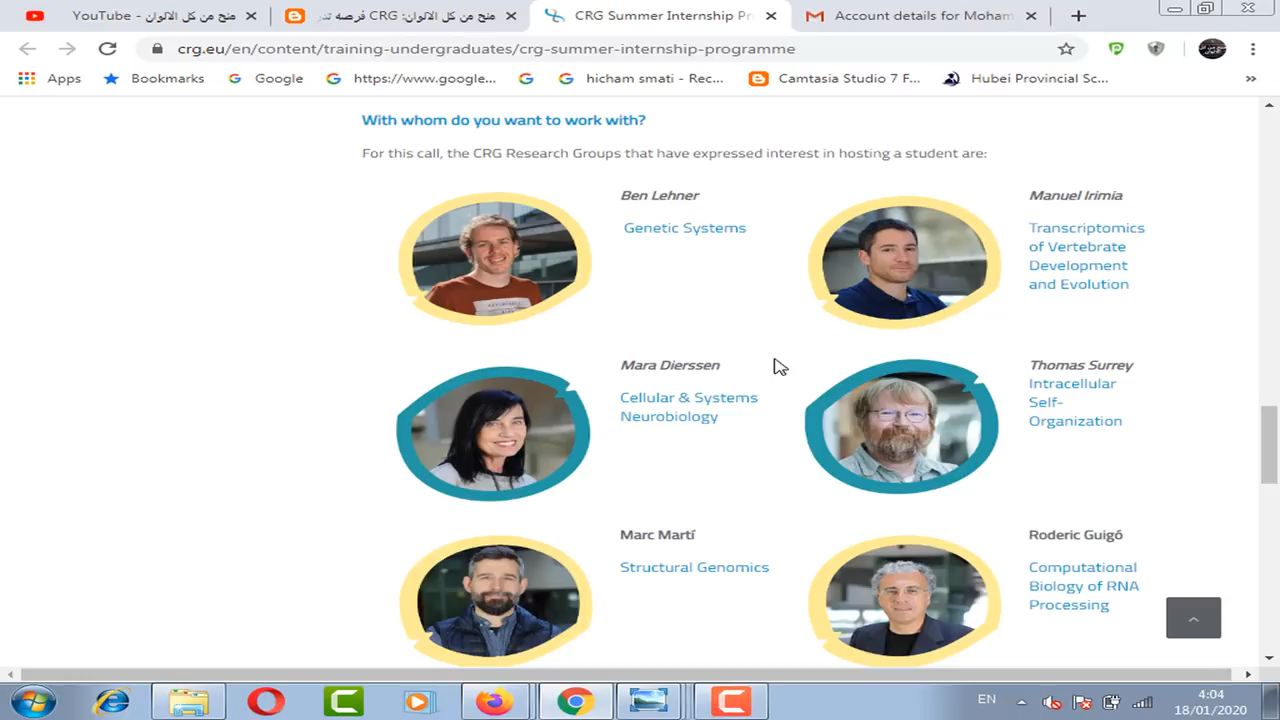 YouTube - منح من كل الالوان
منح من كل الالوان: CRG فرصه تدر
CRG Summer Internship Pr
Account details for Moham
crg.eu/en/content/training-undergraduates/crg-summer-internship-programme
Apps
Bookmarks
Google
https://www.google...
hicham smati - Rec...
Camtasia Studio 7 F...
Hubei Provincial Sc...
With whom do you want to work with?
For this call, the CRG Research Groups that have expressed interest in hosting a student are:
Ben Lehner
Genetic Systems
Manuel Irimia
Transcriptomics
of Vertebrate
Development
and Evolution
Mara Dierssen
Cellular & Systems
Neurobiology
Thomas Surrey
Intracellular
Self-
Organization
Marc Martí
Structural Genomics
Roderic Guigó
Computational
Biology of RNA
Processing
EN
4:04
18/01/2020